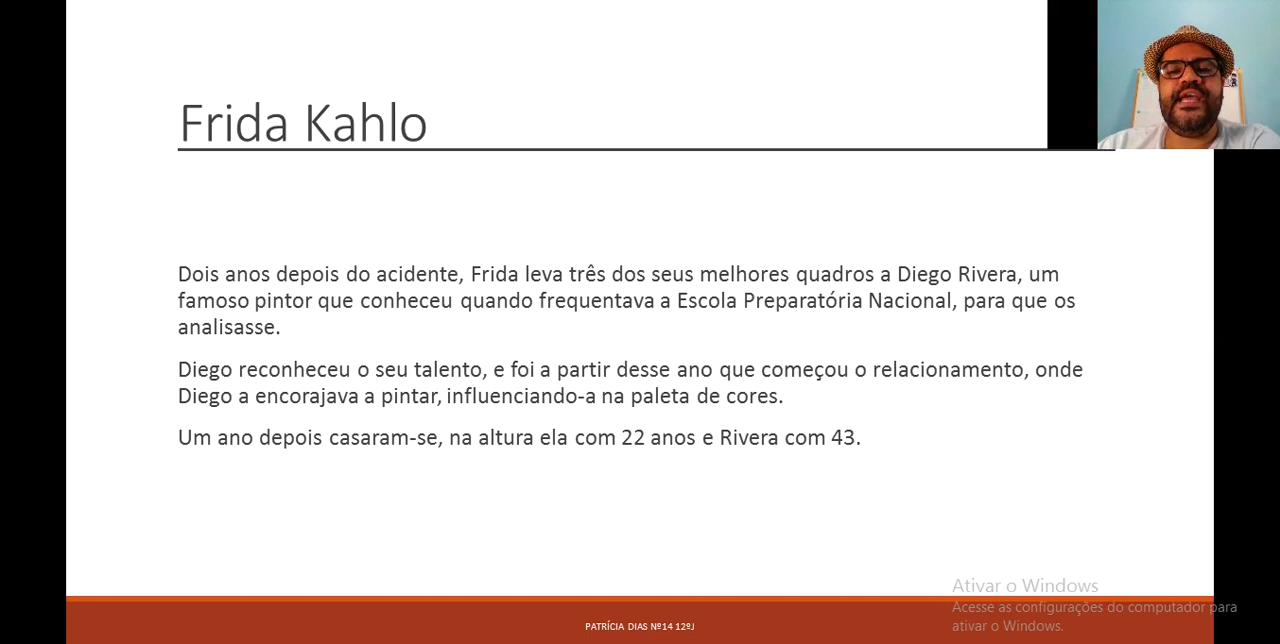 Frida Kahlo
Dois anos depois do acidente, Frida leva três dos seus melhores quadros a Diego Rivera, um
famoso pintor que conheceu quando frequentava a Escola Preparatória Nacional, para que os
analisasse.
Diego reconheceu o seu talento, e foi a partir desse ano que começou o relacionamento, onde
Diego a encorajava a pintar, influenciando-a na paleta de cores.
Um ano depois casaram-se, na altura ela com 22 anos e Rivera com 43.
Ativar o Windows
Acesse as configurações do computador para
ativar o Windows.
PATRÍCIA DIAS Nº14 12ºJ